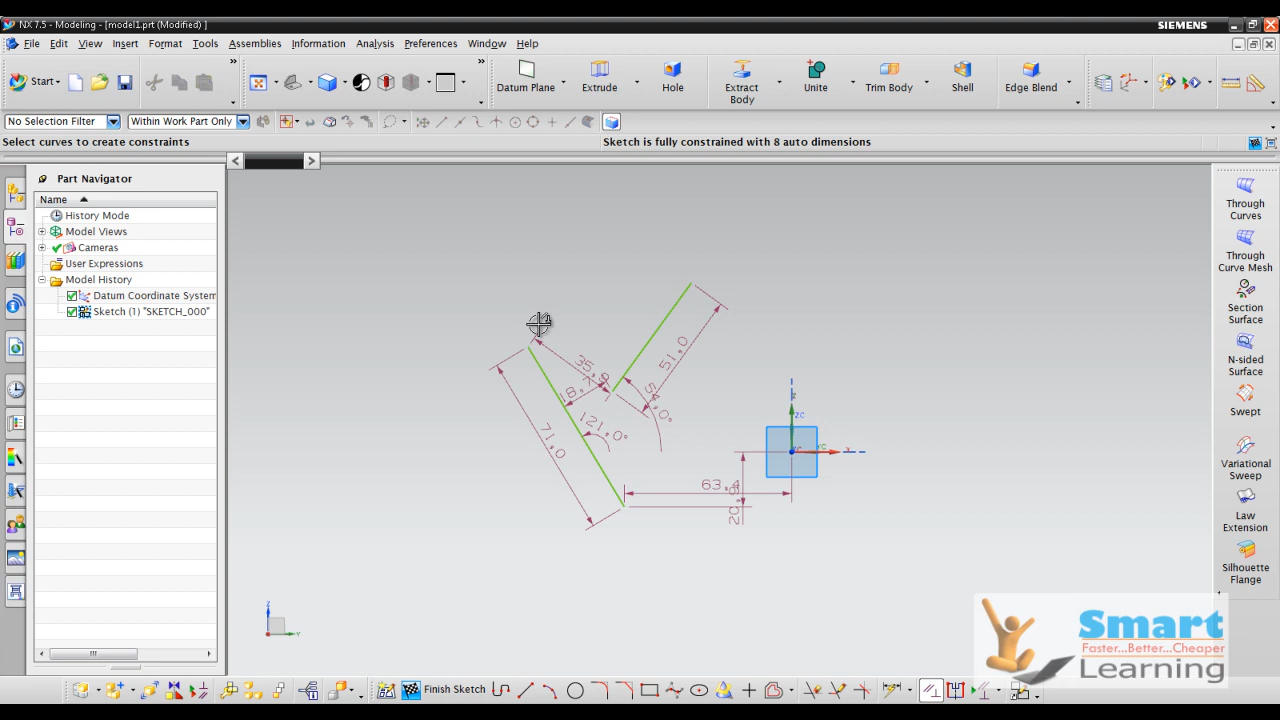 NX 7.5 - Modeling - [model1.prt (Modified) ]
SIEMENS
File Edit View Insert Format Tools Assemblies Information Analysis Preferences Window Help
Start
Datum Plane
Extrude
Hole
Extract Body
Unite
Trim Body
Shell
Edge Blend
No Selection Filter
Within Work Part Only
Select curves to create constraints
Sketch is fully constrained with 8 auto dimensions
Part Navigator
Name
History Mode
Model Views
Cameras
User Expressions
Model History
Datum Coordinate System
Sketch (1) "SKETCH_000"
35,9
51,0
18,7
54,0°
121,0°
71,0
63,4
Z
ZC
YC
X
Z
Y
Through Curves
Through Curve Mesh
Section Surface
N-sided Surface
Swept
Variational Sweep
Law Extension
Silhouette Flange
Finish Sketch
Smart
Faster...Better...Cheaper
Learning